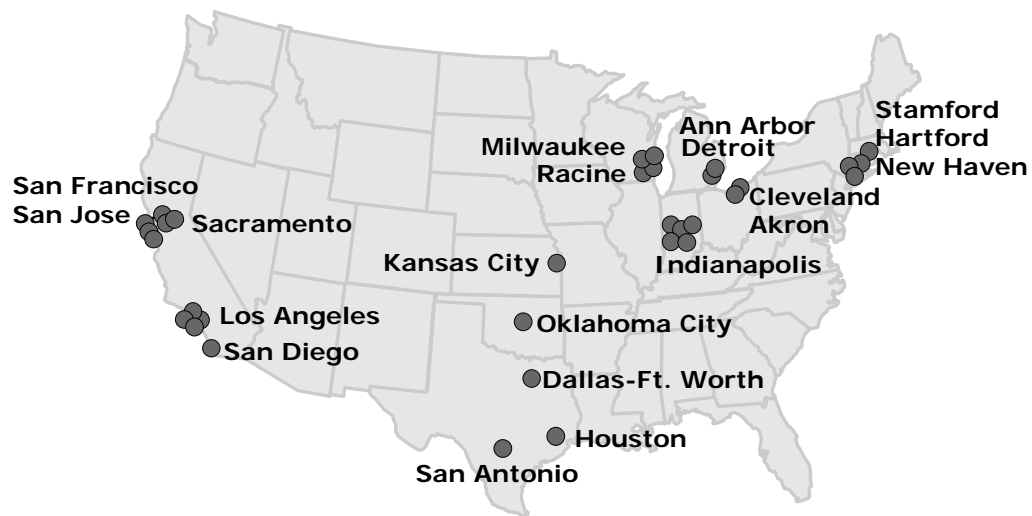 Stamford
Hartford
New Haven
Ann Arbor
Detroit
Milwaukee
Racine
Cleveland
Akron
San Francisco
San Jose
Sacramento
Kansas City
Indianapolis
Los Angeles
Oklahoma City
San Diego
Dallas-Ft. Worth
Houston
San Antonio